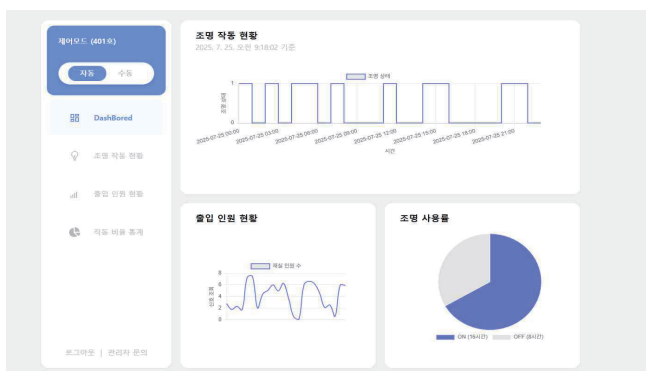 제어모드 (401호)
자동 수동
DashBored
조명 작동 현황
출입 인원 현황
작동 비율 통계
로그아웃 | 관리자 문의
조명 작동 현황
2025. 7. 25. 오전 9:18:02 기준
조명 상태
1
조명 상태
0
2025-07-25 00:00 2025-07-25 03:00 2025-07-25 06:00 2025-07-25 09:00 2025-07-25 12:00 2025-07-25 15:00 2025-07-25 18:00 2025-07-25 21:00
시간
출입 인원 현황
재실 인원 수
8
6
4
2
0
조명 사용률
ON (16시간) OFF (8시간)